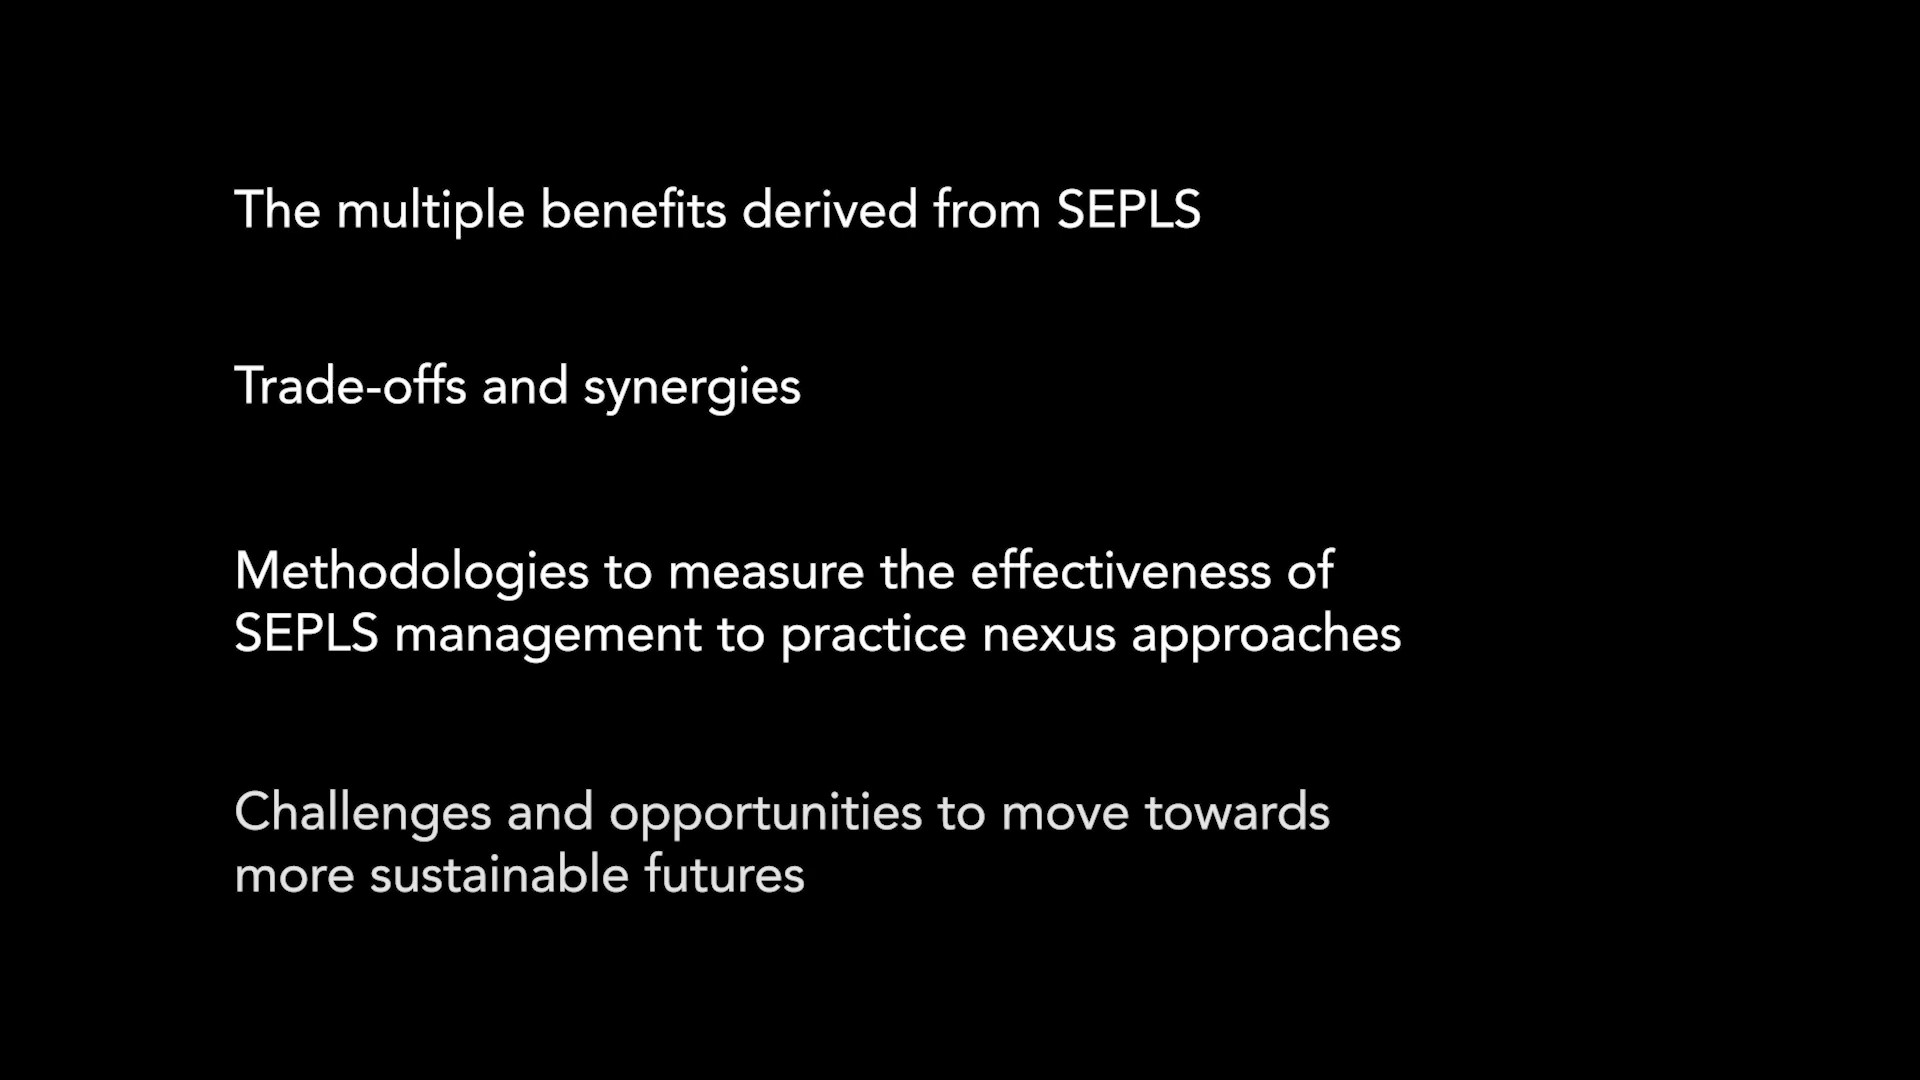 The multiple benefits derived from SEPLS
Trade-offs and synergies
Methodologies to measure the effectiveness of
SEPLS management to practice nexus approaches
Challenges and opportunities to move towards
more sustainable futures